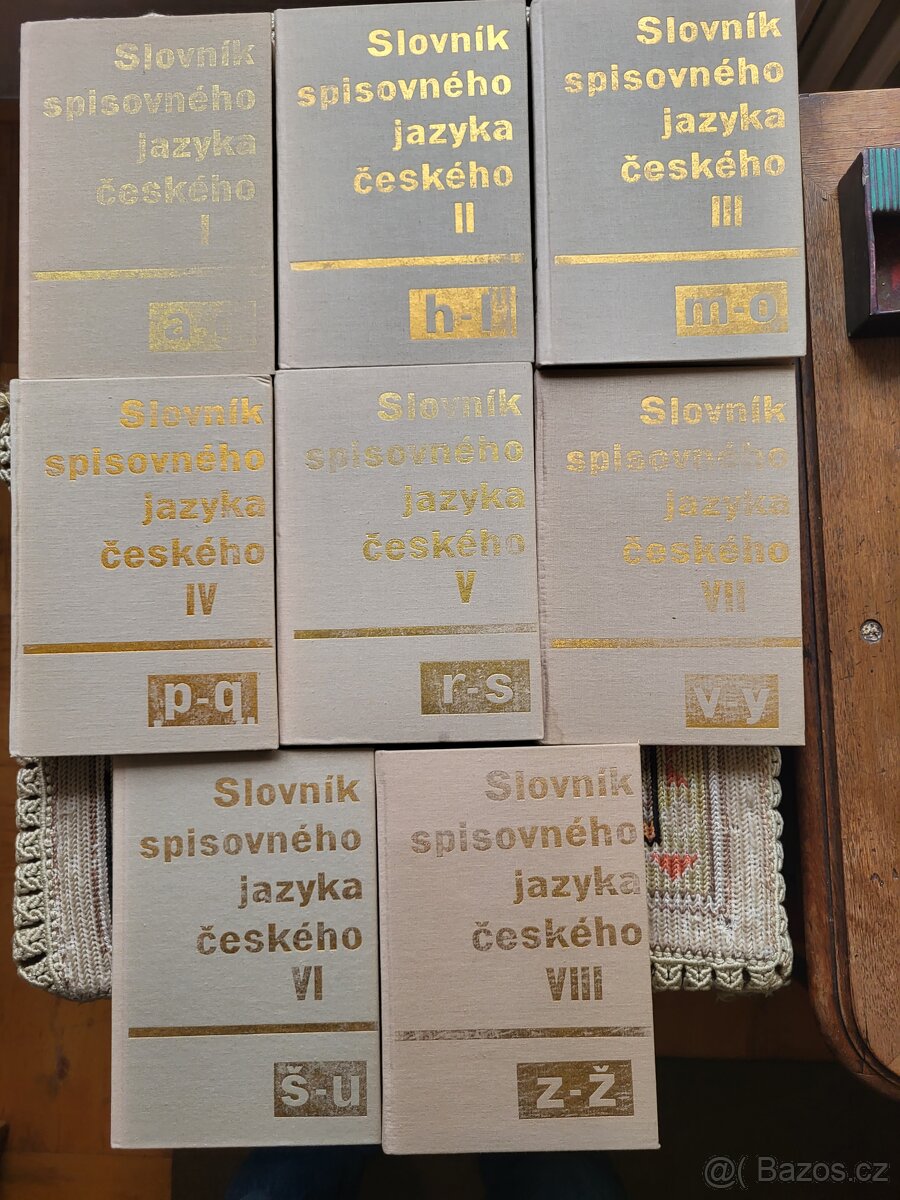 Slovník
spisovného
jazyka
českého
I
a-
Slovník
spisovného
jazyka
českého
II
h-l
Slovník
spisovného
jazyka
českého
III
m-o
Slovník
spisovného
jazyka
českého
IV
p-q
Slovník
spisovného
jazyka
českého
V
r-s
Slovník
spisovného
jazyka
českého
VII
v-y
Slovník
spisovného
jazyka
českého
VI
š-u
Slovník
spisovného
jazyka
českého
VIII
z-ž
@( Bazos.cz